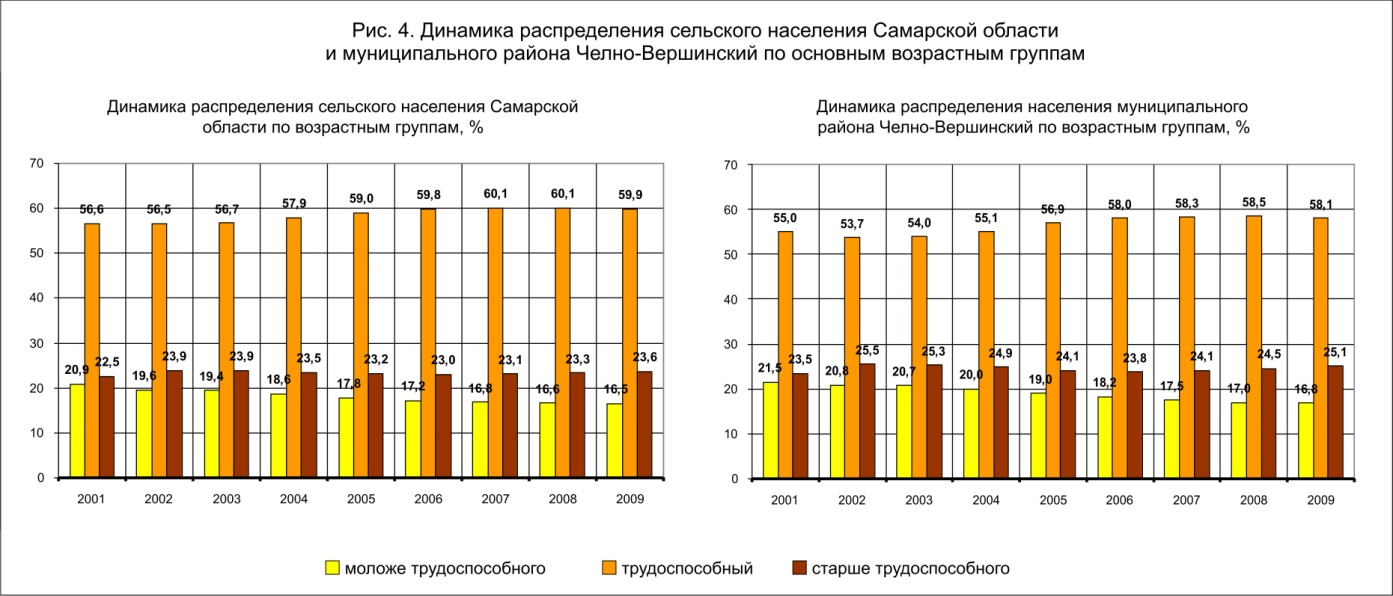 Рис. 4. Динамика распределения сельского населения Самарской области
и муниципального района Челно-Вершинский по основным возрастным группам
Динамика распределения сельского населения Самарской
области по возрастным группам, %
70
60
50
40
30
20
10
0
56,6 56,5 56,7 57,9 59,0 59,8 60,1 60,1 59,9
20,9 22,5 19,6 23,9 19,4 23,9 18,6 23,5 17,8 23,2 17,2 23,0 16,8 23,1 16,6 23,3 16,5 23,6
2001 2002 2003 2004 2005 2006 2007 2008 2009
Динамика распределения населения муниципального
района Челно-Вершинский по возрастным группам, %
70
60
50
40
30
20
10
0
55,0 53,7 54,0 55,1 56,9 58,0 58,3 58,5 58,1
21,5 23,5 20,8 25,5 20,7 25,3 20,0 24,9 19,0 24,1 18,2 23,8 17,5 24,1 17,0 24,5 16,8 25,1
2001 2002 2003 2004 2005 2006 2007 2008 2009
моложе трудоспособного трудоспособный старше трудоспособного